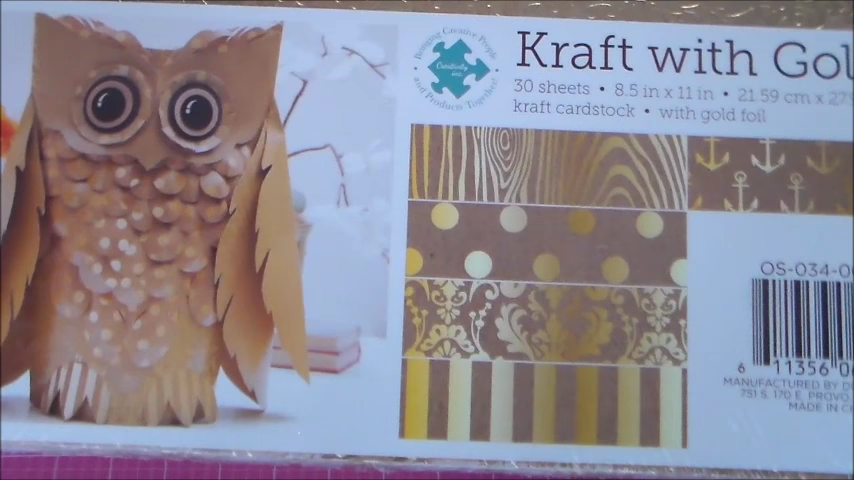 Bringing Creative People
Creativity inc.
and Products Together!
Kraft with Gol
30 sheets • 8.5 in x 11 in • 21.59 cm x 27.9
kraft cardstock • with gold foil
OS-034-0
6 11356 0
MANUFACTURED BY D
751 S. 170 E. PROVO,
MADE IN C